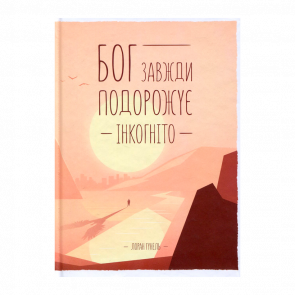 БОГ ЗАВЖДИ
ПОДОРОЖУЄ
— ІНКОГНІТО —
— ЛОРАН ГУНЕЛЬ —